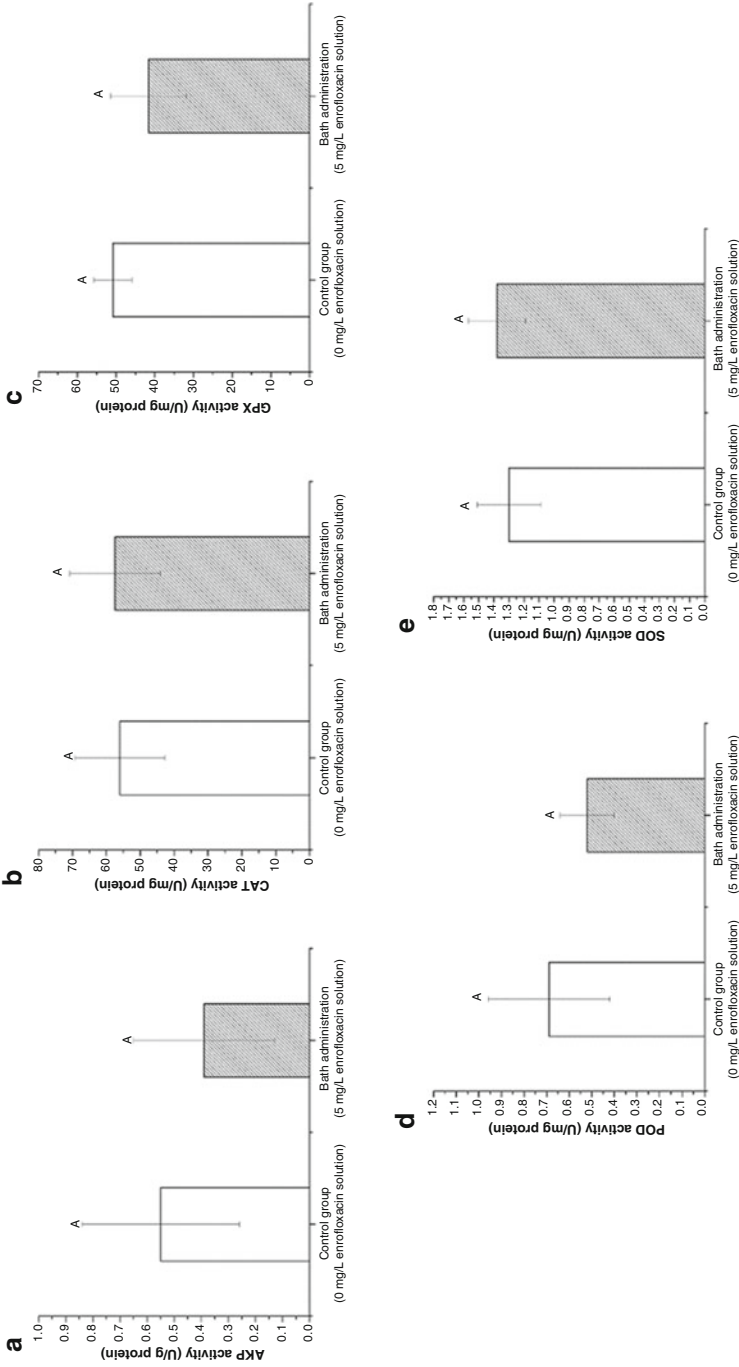 a
AKP activity (U/g protein)
1.0
0.9
0.8
0.7
0.6
0.5
0.4
0.3
0.2
0.1
0.0
A
A
Control group
(0 mg/L enrofloxacin solution)
Bath administration
(5 mg/L enrofloxacin solution)
b
CAT activity (U/mg protein)
80
70
60
50
40
30
20
10
0
A
A
Control group
(0 mg/L enrofloxacin solution)
Bath administration
(5 mg/L enrofloxacin solution)
c
GPX activity (U/mg protein)
70
60
50
40
30
20
10
0
A
A
Control group
(0 mg/L enrofloxacin solution)
Bath administration
(5 mg/L enrofloxacin solution)
d
POD activity (U/mg protein)
1.2
1.1
1.0
0.9
0.8
0.7
0.6
0.5
0.4
0.3
0.2
0.1
0.0
A
A
Control group
(0 mg/L enrofloxacin solution)
Bath administration
(5 mg/L enrofloxacin solution)
e
SOD activity (U/mg protein)
1.8
1.7
1.6
1.5
1.4
1.3
1.2
1.1
1.0
0.9
0.8
0.7
0.6
0.5
0.4
0.3
0.2
0.1
0.0
A
A
Control group
(0 mg/L enrofloxacin solution)
Bath administration
(5 mg/L enrofloxacin solution)